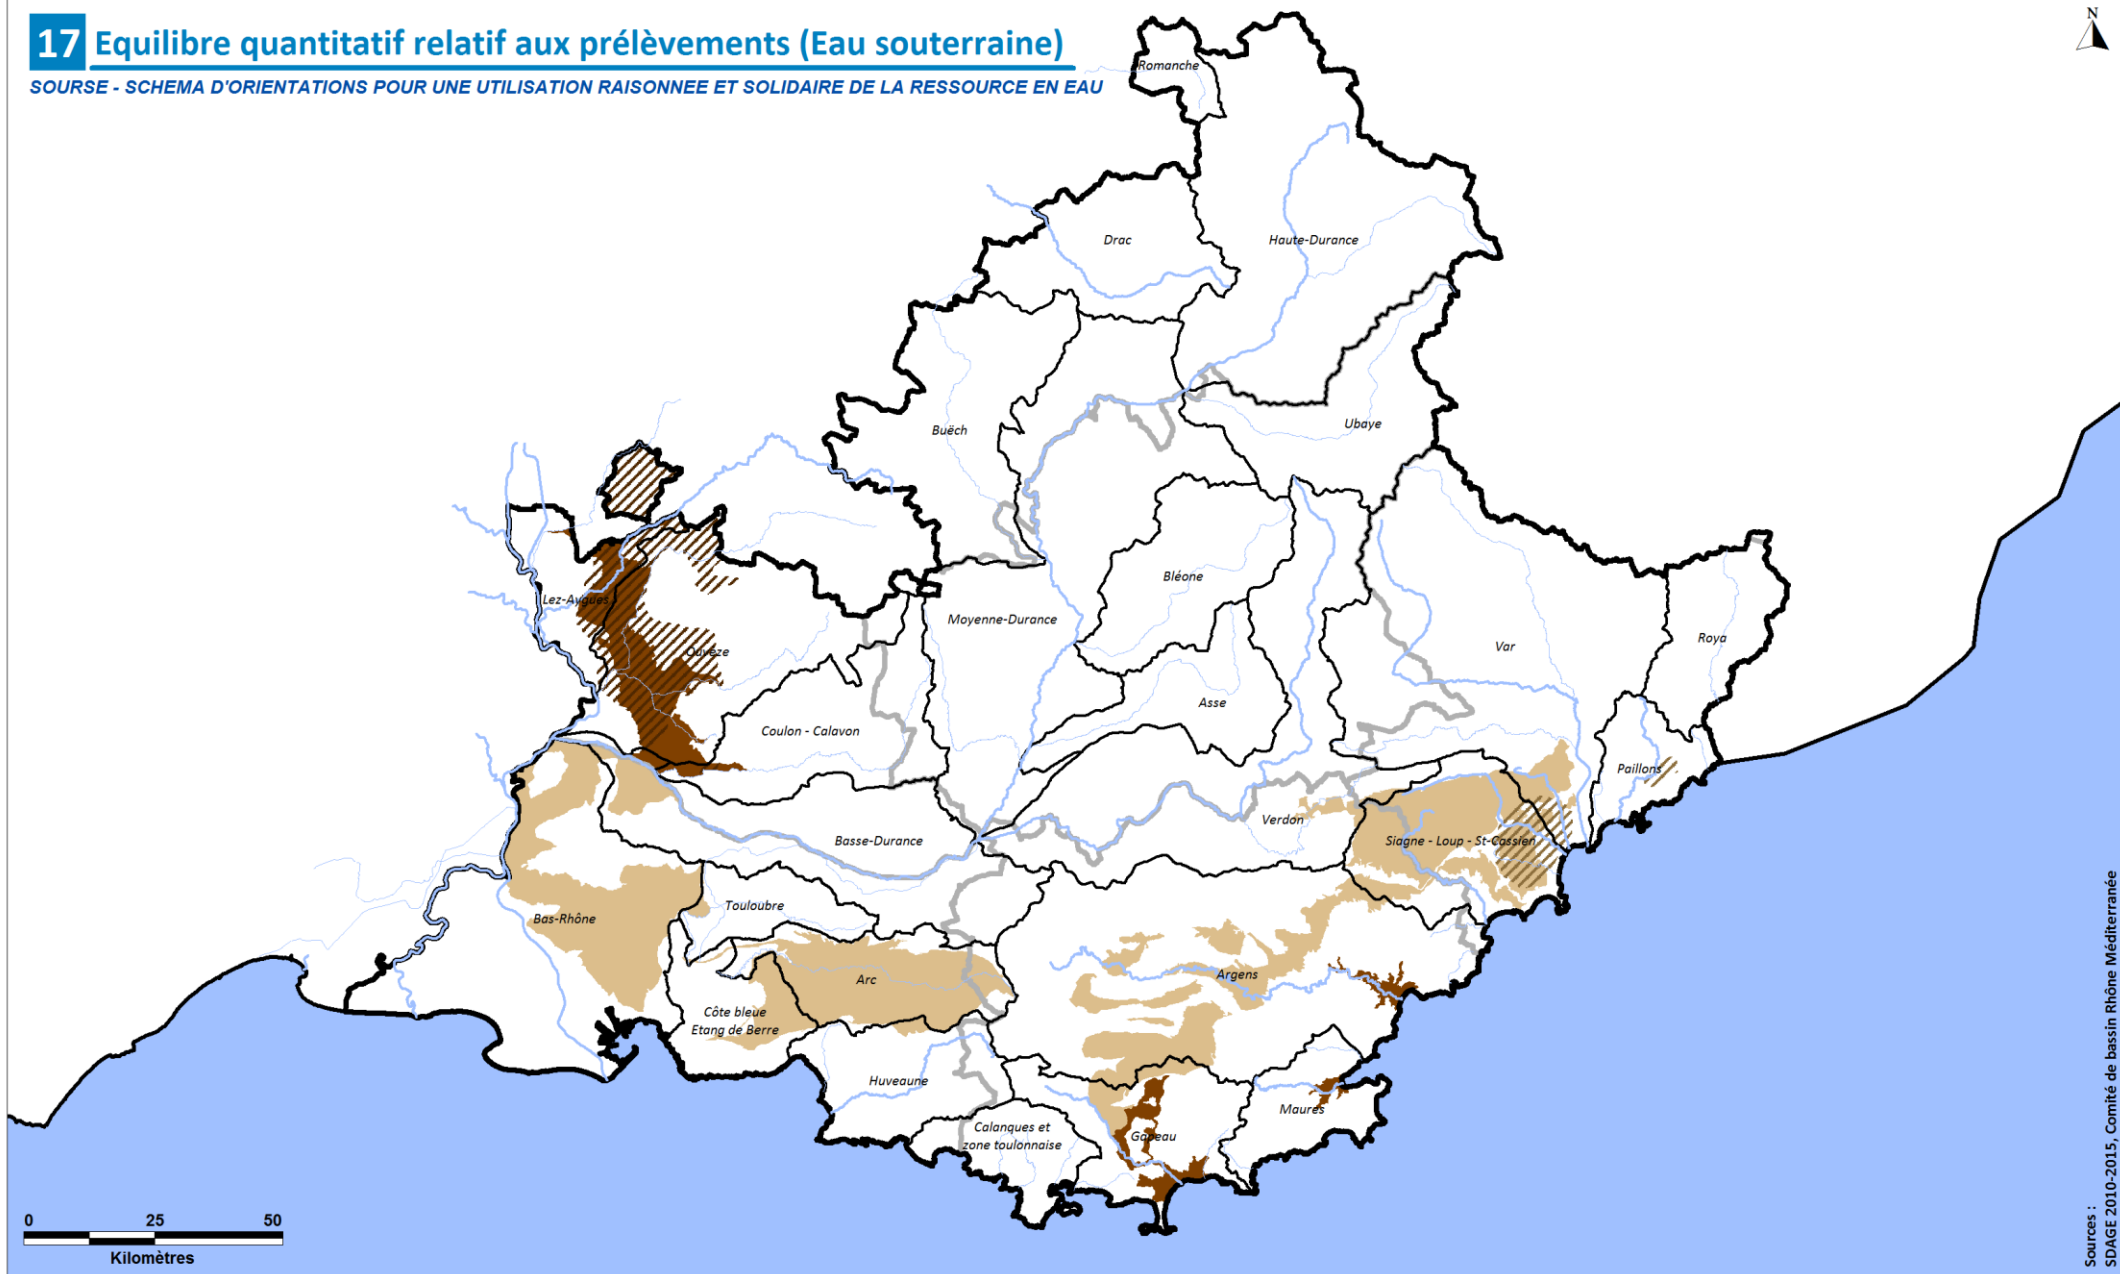 17 Equilibre quantitatif relatif aux prélèvements (Eau souterraine)
SOURSE - SCHEMA D'ORIENTATIONS POUR UNE UTILISATION RAISONNEE ET SOLIDAIRE DE LA RESSOURCE EN EAU
N
Romanche
Drac
Haute-Durance
Buëch
Ubaye
Bléone
Lez-Aygues
Moyenne-Durance
Var
Roya
Ouvèze
Asse
Coulon - Calavon
Paillons
Verdon
Basse-Durance
Siagne - Loup - St-Cassien
Touloubre
Bas-Rhône
Arc
Argens
Côte bleue
Etang de Berre
Huveaune
Maures
Calanques et
zone toulonnaise
Gapeau
0 25 50
Kilomètres
Sources :
SDAGE 2010-2015, Comité de bassin Rhône Méditerranée